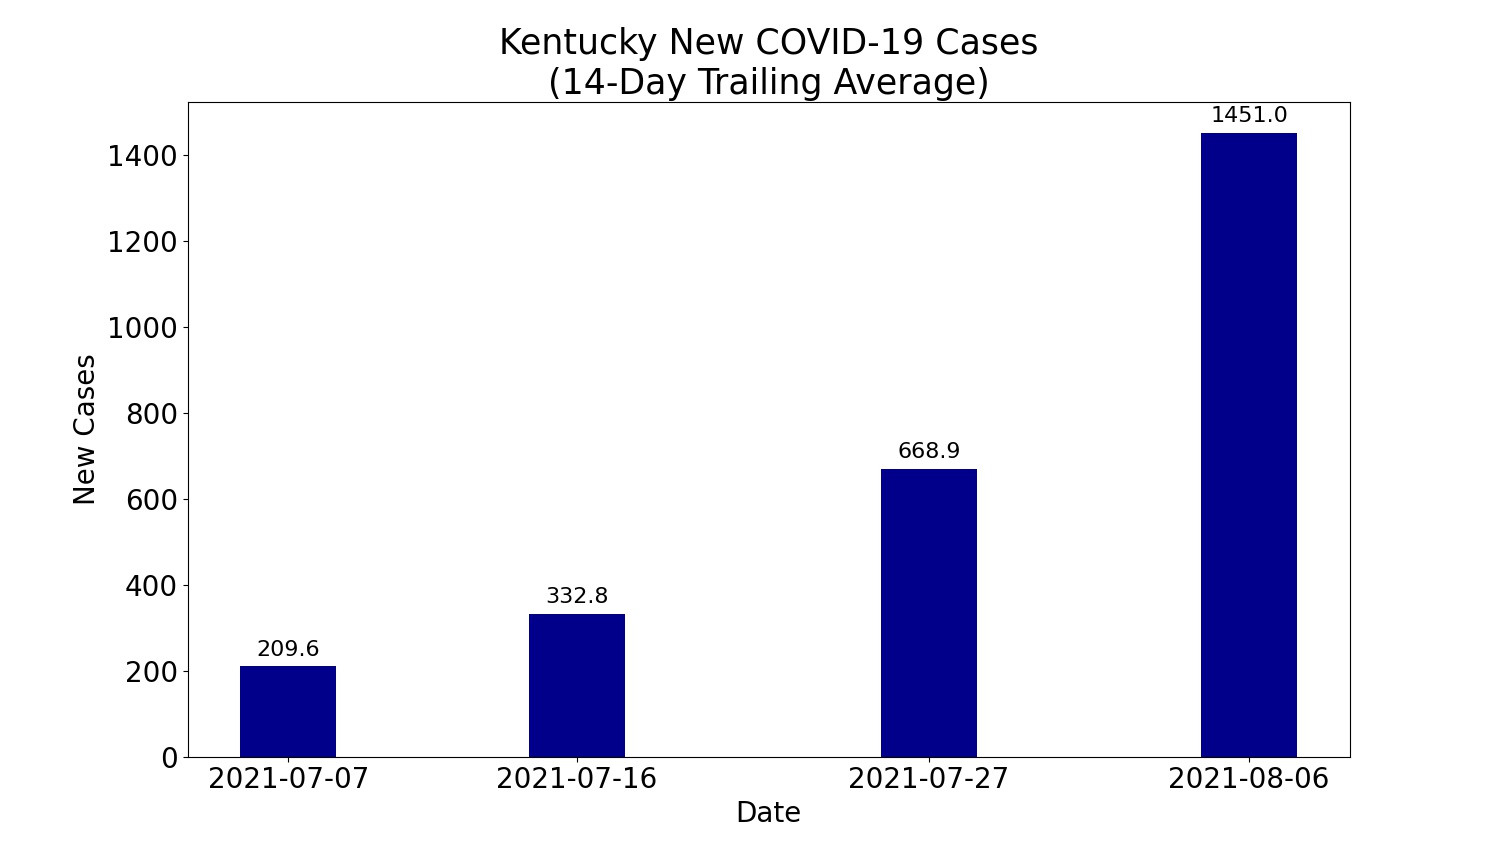 Kentucky New COVID-19 Cases
(14-Day Trailing Average)
1451.0
1400
1200
1000
800
668.9
600
400
332.8
209.6
200
0
New Cases
2021-07-07 2021-07-16 2021-07-27 2021-08-06
Date